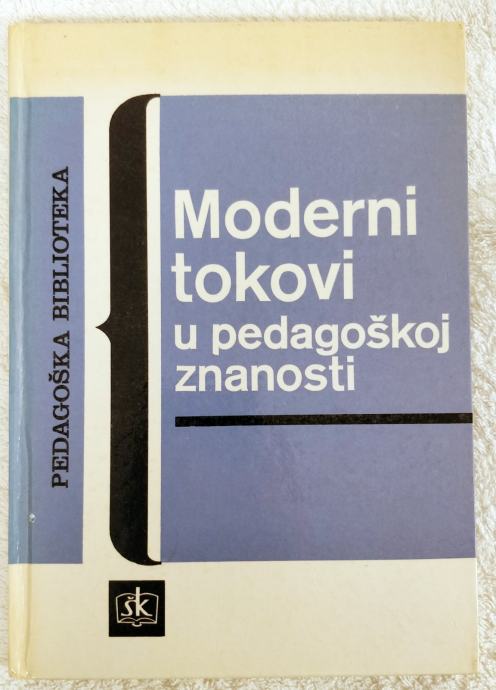 PEDAGOŠKA BIBLIOTEKA
Moderni
tokovi
u pedagoškoj
znanosti
šk